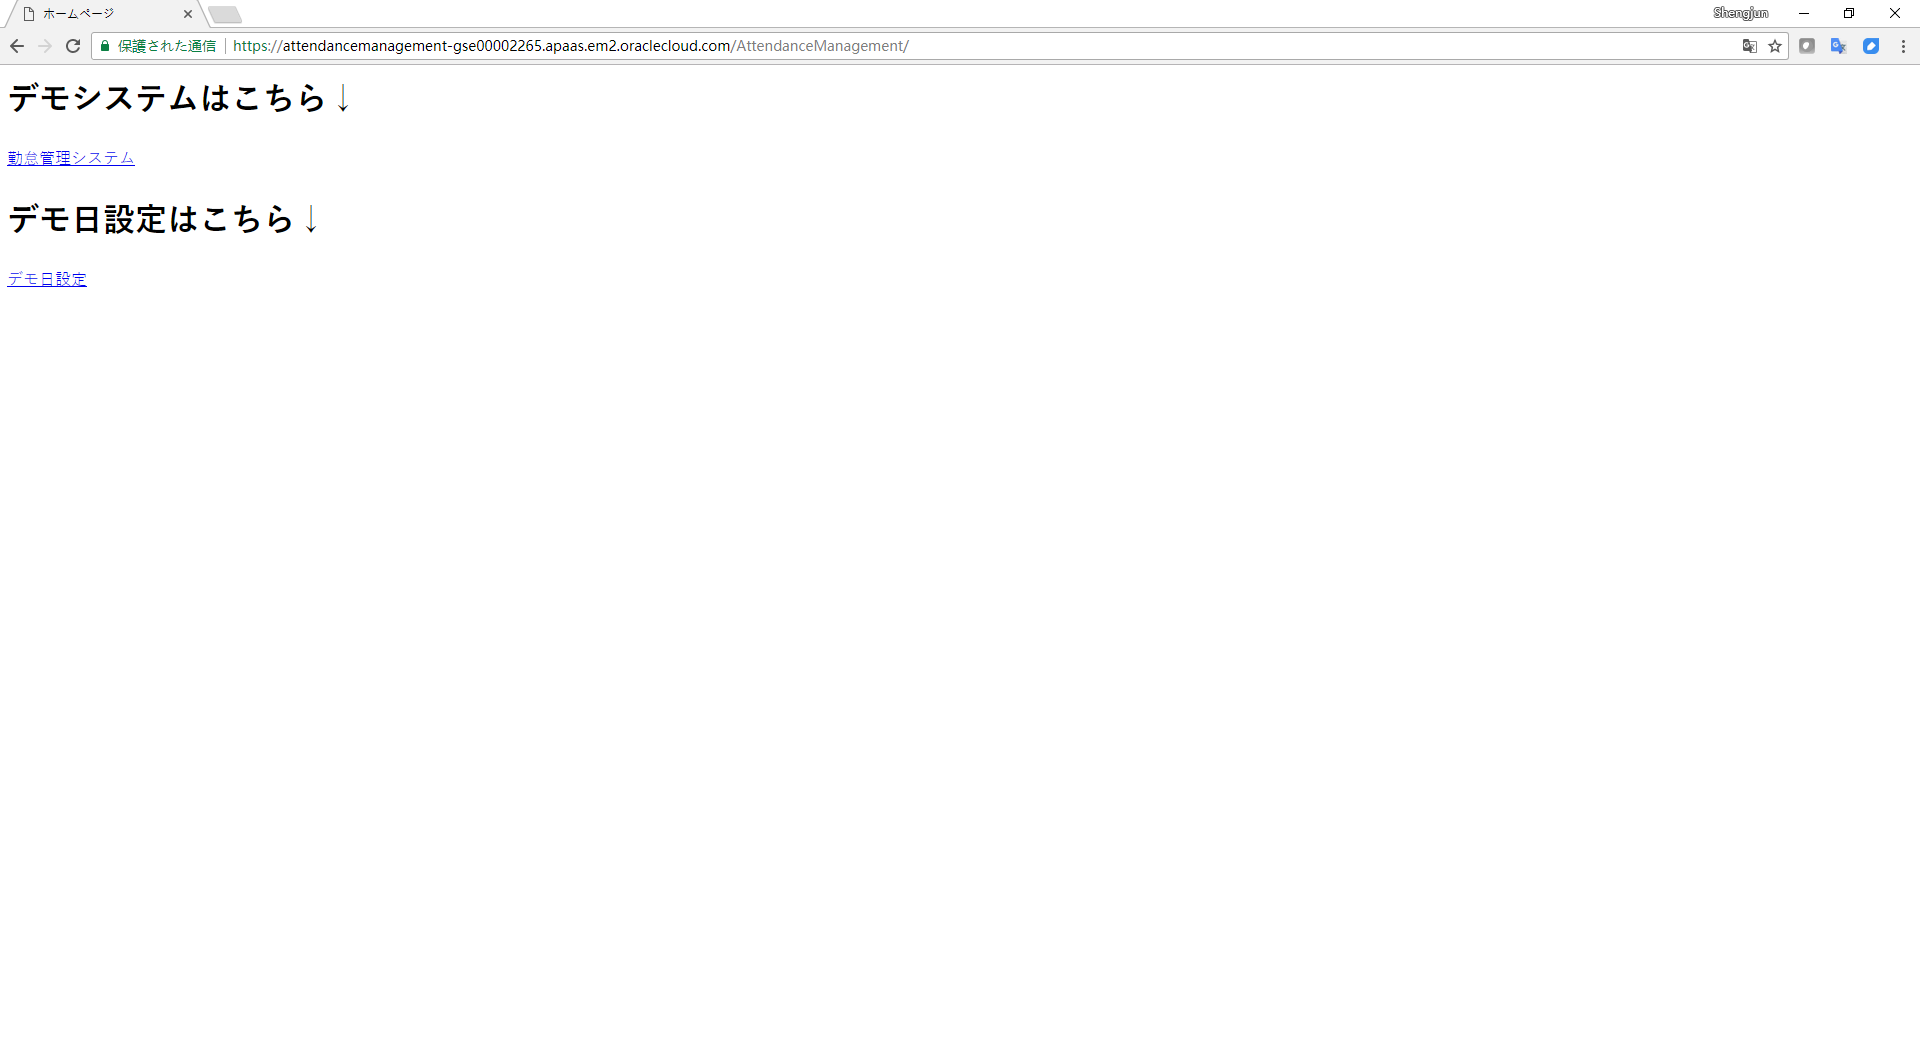 ホームページ
Shengjun
保護された通信 https://attendancemanagement-gse00002265.apaas.em2.oraclecloud.com/AttendanceManagement/
デモシステムはこちら↓
勤怠管理システム
デモ日設定はこちら↓
デモ日設定